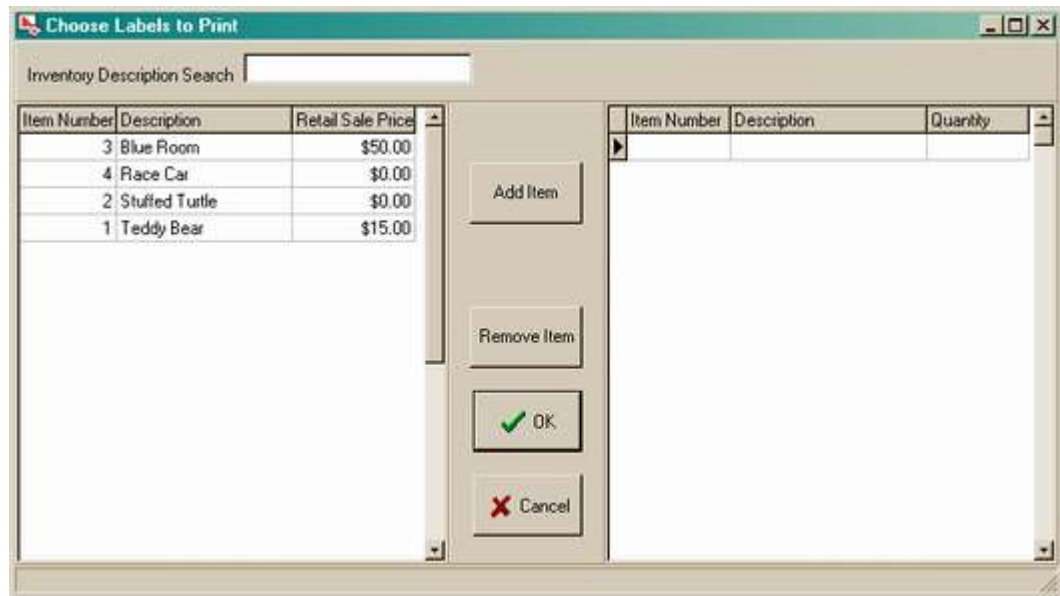 Choose Labels to Print
Inventory Description Search
Item Number Description Retail Sale Price
3 Blue Room $50.00
4 Race Car $0.00
2 Stuffed Turtle $0.00
1 Teddy Bear $15.00
Add Item
Remove Item
OK
Cancel
Item Number Description Quantity